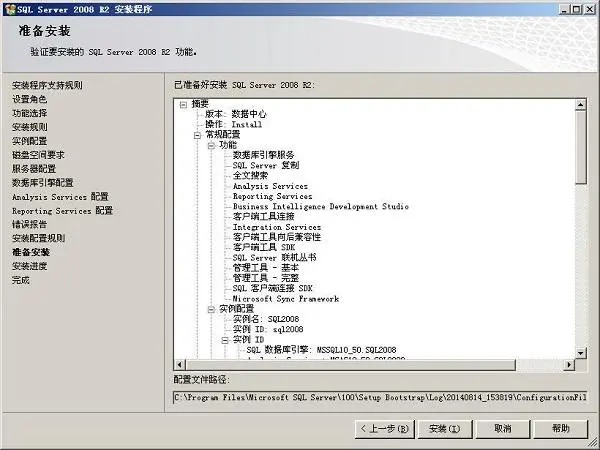 SQL Server 2008 R2 安装程序
准备安装
验证要安装的 SQL Server 2008 R2 功能。
安装程序支持规则
设置角色
功能选择
安装规则
实例配置
磁盘空间要求
服务器配置
数据库引擎配置
Analysis Services 配置
Reporting Services 配置
错误报告
安装配置规则
准备安装
安装进度
完成
已准备好安装 SQL Server 2008 R2:
摘要
版本: 数据中心
操作: Install
常规配置
功能
数据库引擎服务
SQL Server 复制
全文搜索
Analysis Services
Reporting Services
Business Intelligence Development Studio
客户端工具连接
Integration Services
客户端工具向后兼容性
客户端工具 SDK
SQL Server 联机丛书
管理工具 - 基本
管理工具 - 完整
SQL 客户端连接 SDK
Microsoft Sync Framework
实例配置
实例名: SQL2008
实例 ID: sql2008
实例 ID
SQL 数据库引擎: MSSQL10_50.SQL2008
配置文件路径:
C:\Program Files\Microsoft SQL Server\100\Setup Bootstrap\Log\20140814_153819\ConfigurationFil
< 上一步(B)
安装(I)
取消
帮助